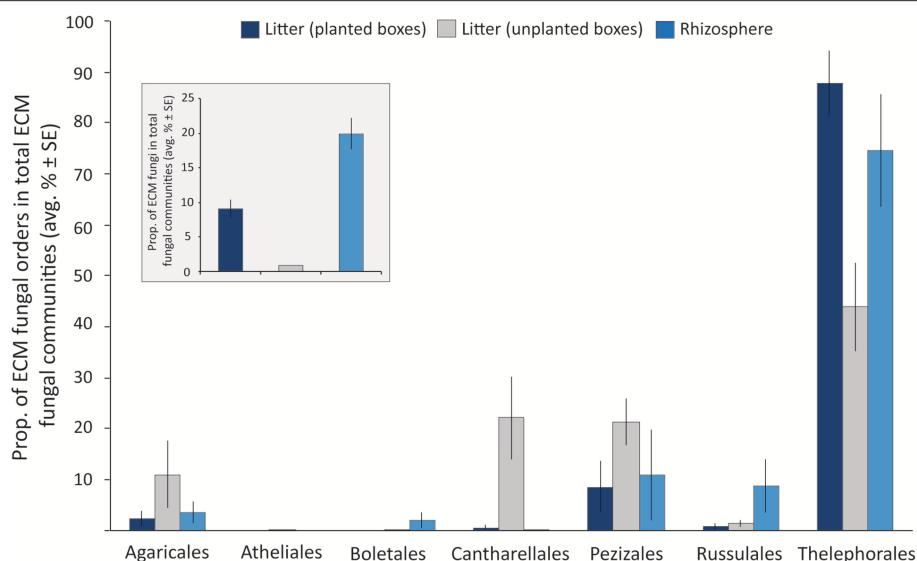 Litter (planted boxes) Litter (unplanted boxes) Rhizosphere
Prop. of ECM fungal orders in total ECM
fungal communities (avg. % ± SE)
100
90
80
70
60
50
40
30
20
10
Prop. of ECM fungi in total
fungal communities (avg. % ± SE)
25
20
15
10
5
0
Agaricales Atheliales Boletales Cantharellales Pezizales Russulales Thelephorales